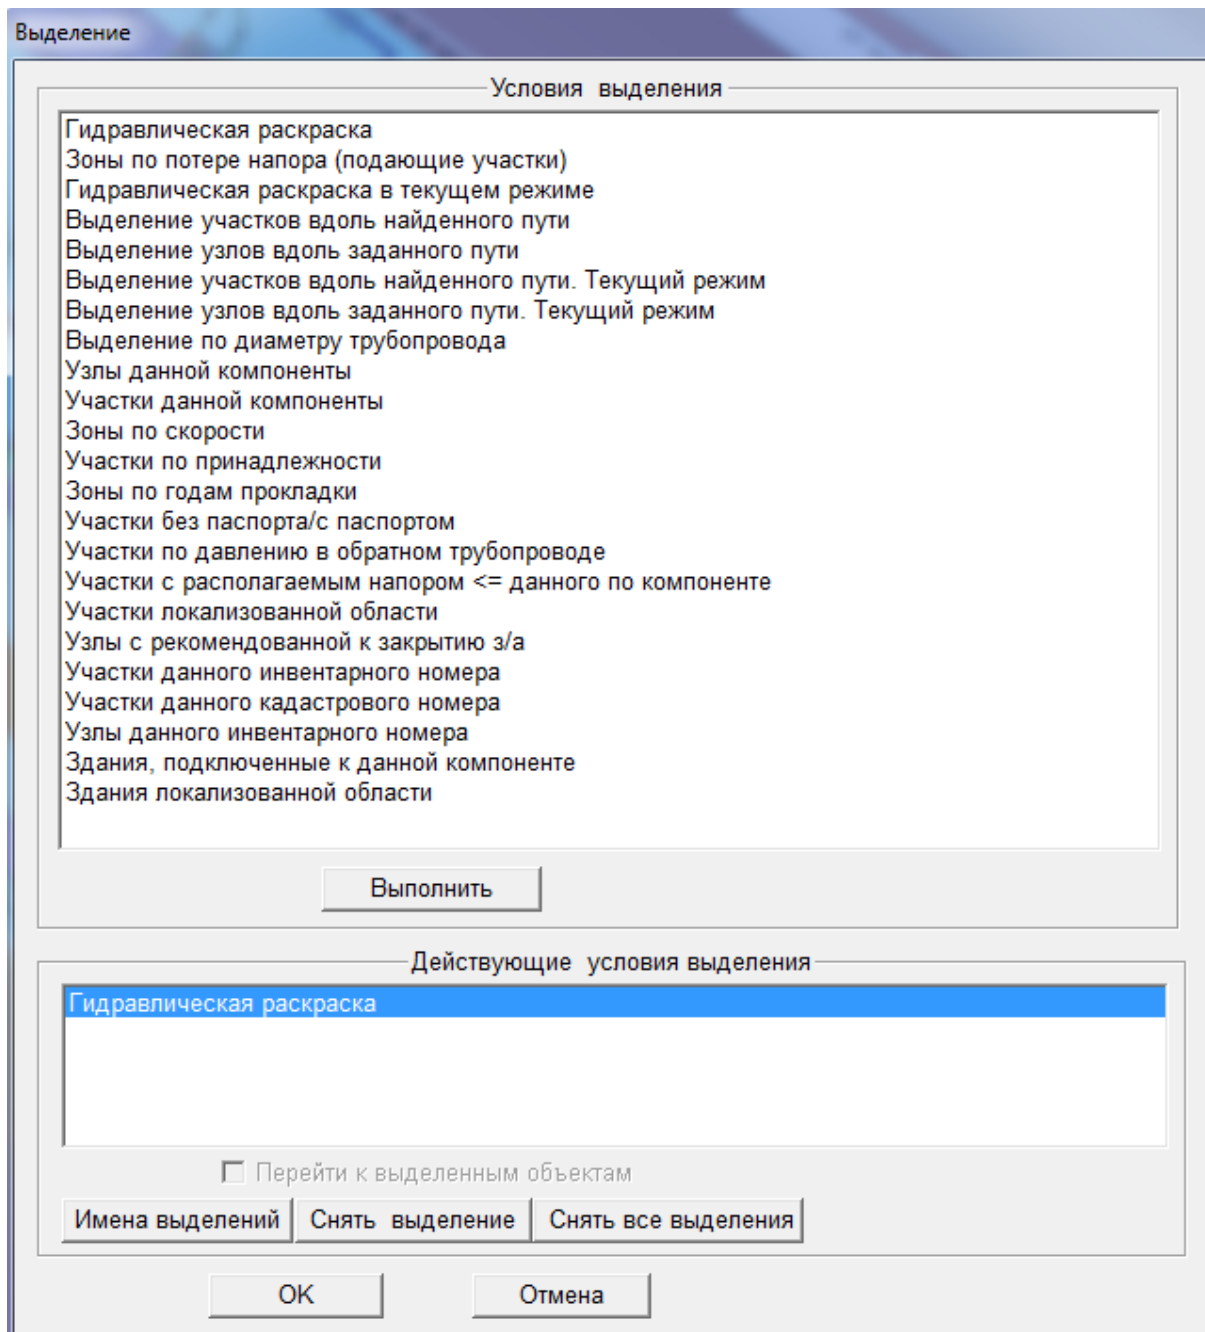 Выделение
Условия выделения
Гидравлическая раскраска
Зоны по потере напора (подающие участки)
Гидравлическая раскраска в текущем режиме
Выделение участков вдоль найденного пути
Выделение узлов вдоль заданного пути
Выделение участков вдоль найденного пути. Текущий режим
Выделение узлов вдоль заданного пути. Текущий режим
Выделение по диаметру трубопровода
Узлы данной компоненты
Участки данной компоненты
Зоны по скорости
Участки по принадлежности
Зоны по годам прокладки
Участки без паспорта/с паспортом
Участки по давлению в обратном трубопроводе
Участки с располагаемым напором <= данного по компоненте
Участки локализованной области
Узлы с рекомендованной к закрытию з/а
Участки данного инвентарного номера
Участки данного кадастрового номера
Узлы данного инвентарного номера
Здания, подключенные к данной компоненте
Здания локализованной области
Выполнить
Действующие условия выделения
Гидравлическая раскраска
Перейти к выделенным объектам
Имена выделений Снять выделение Снять все выделения
OK Отмена